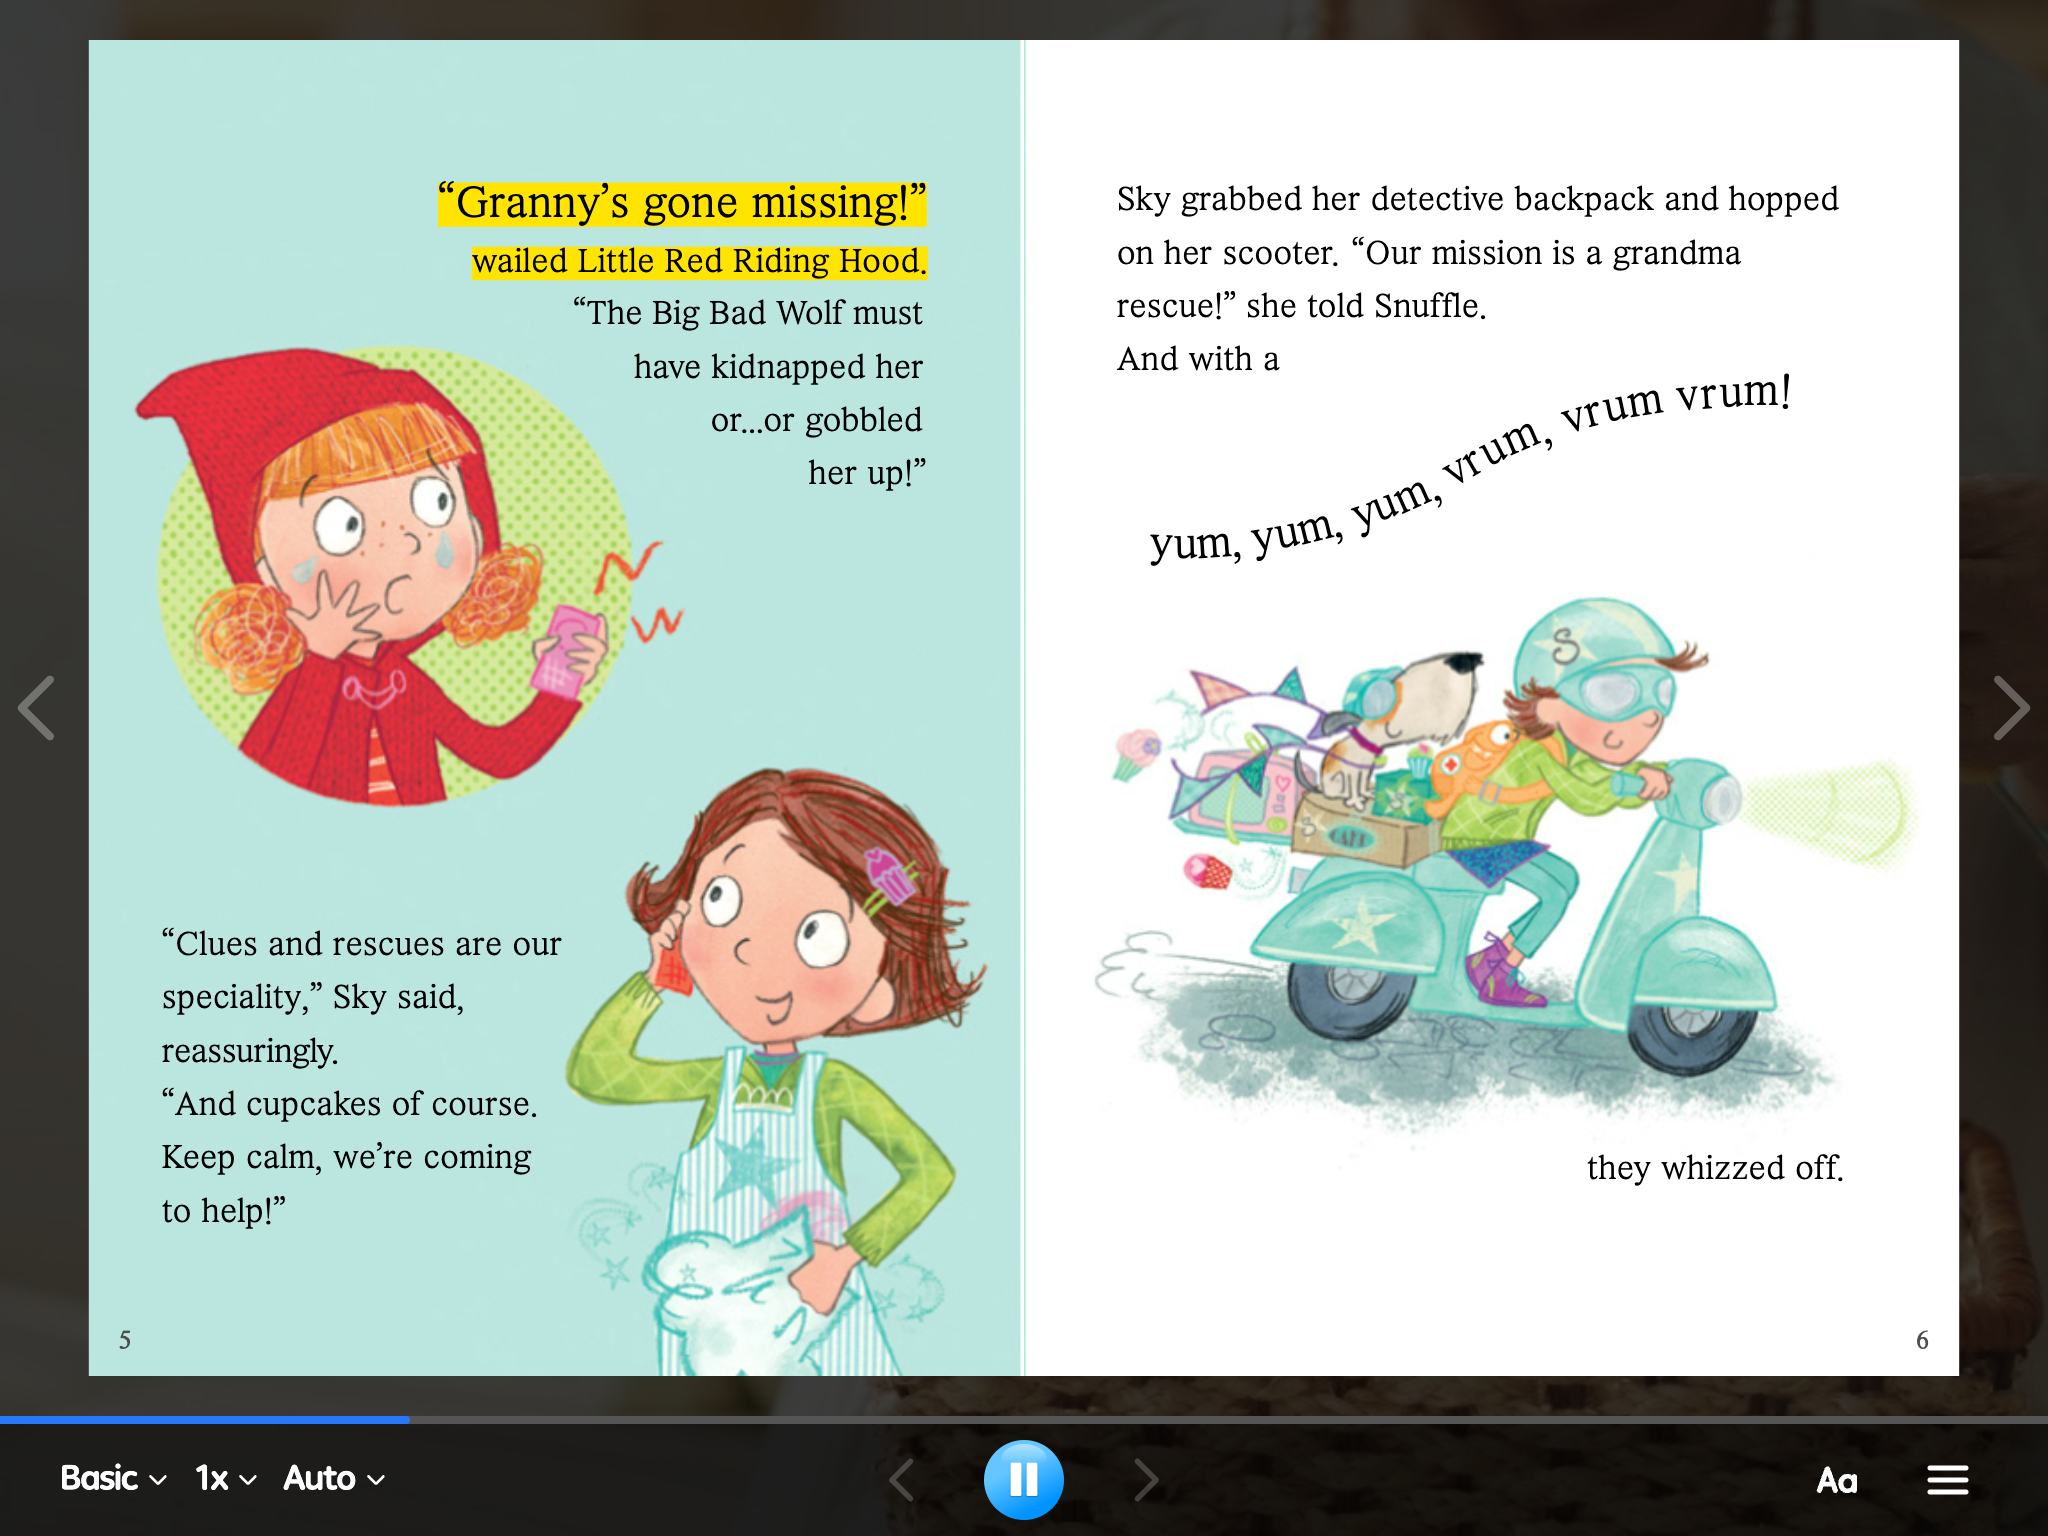 “Granny’s gone missing!”
wailed Little Red Riding Hood.
“The Big Bad Wolf must
have kidnapped her
or...or gobbled
her up!”
“Clues and rescues are our
speciality,” Sky said,
reassuringly.
“And cupcakes of course.
Keep calm, we’re coming
to help!”
5
Sky grabbed her detective backpack and hopped
on her scooter. “Our mission is a grandma
rescue!” she told Snuffle.
And with a
yum, yum, yum, vrum, vrum vrum!
S
S
CAFE
they whizzed off.
6
Basic
1x
Auto
Aa